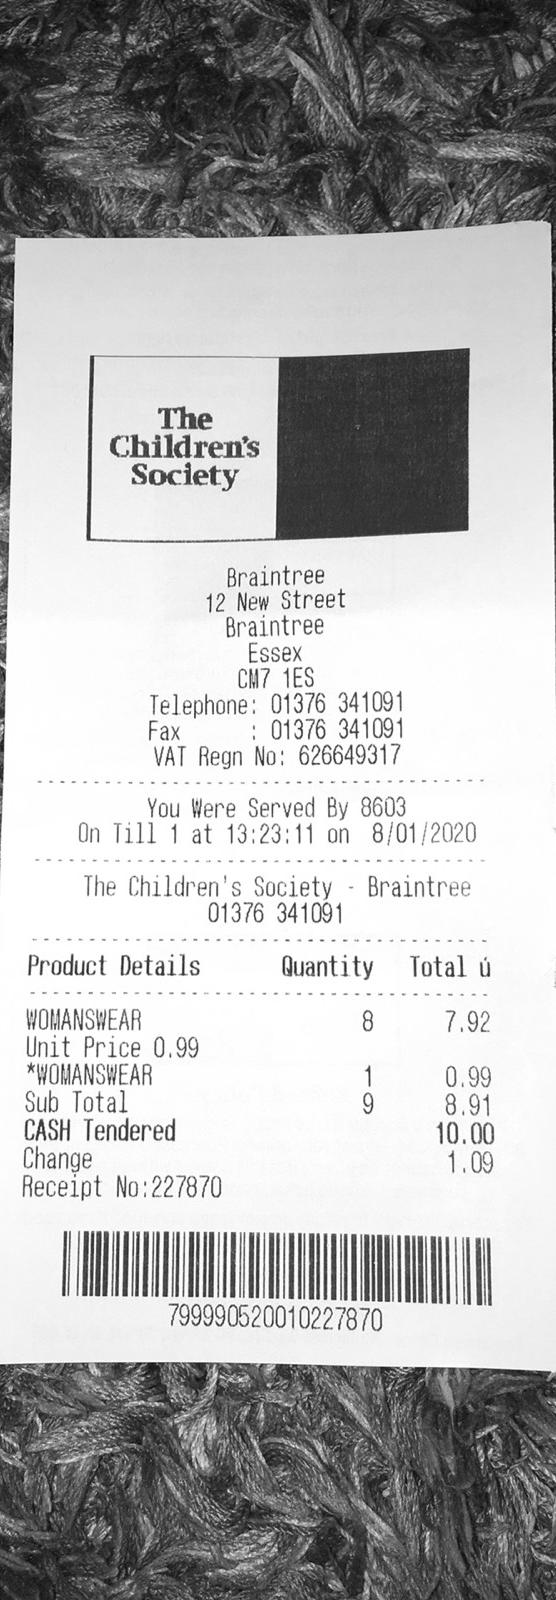 The
Children's
Society
Braintree
12 New Street
Braintree
Essex
CM7 1ES
Telephone: 01376 341091
Fax : 01376 341091
VAT Regn No: 626649317
You Were Served By 8603
On Till 1 at 13:23:11 on 8/01/2020
The Children's Society - Braintree
01376 341091
Product Details Quantity Total ú
WOMANSWEAR 8 7.92
Unit Price 0.99
*WOMANSWEAR 1 0.99
Sub Total 9 8.91
CASH Tendered 10.00
Change 1.09
Receipt No:227870
799990520010227870